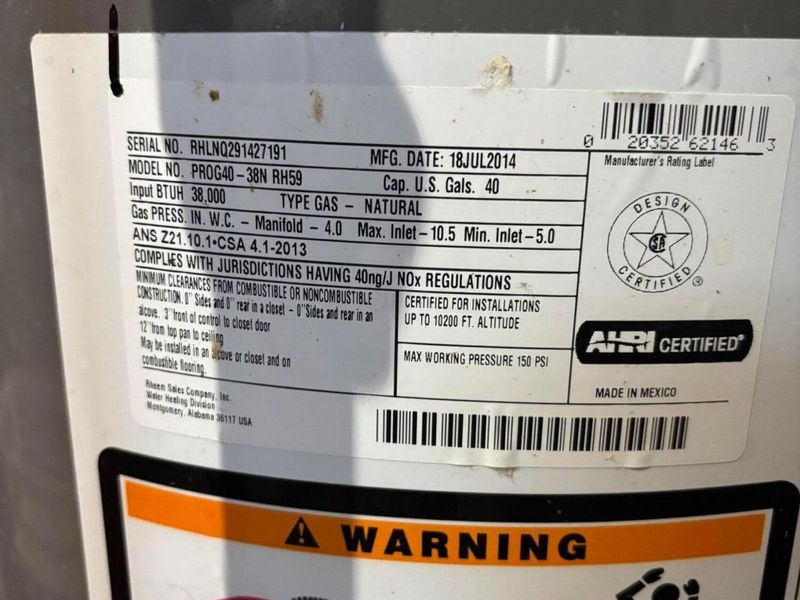 SERIAL NO. RHLNQ291427191 MFG. DATE: 18JUL2014
MODEL NO. PROG40-38N RH59 Cap. U.S. Gals. 40
Input BTUH 38,000 TYPE GAS - NATURAL
Gas PRESS. IN. W.C. - Manifold - 4.0 Max. Inlet-10.5 Min. Inlet-5.0
ANS Z21.10.1•CSA 4.1-2013
COMPLIES WITH JURISDICTIONS HAVING 40ng/J NOx REGULATIONS
MINIMUM CLEARANCES FROM COMBUSTIBLE OR NONCOMBUSTIBLE
CONSTRUCTION. 0" Sides and 0" rear in a closet - 0"Sides and rear in an
alcove. 3"front of control to closet door
12"from top pan to ceiling
May be installed in an alcove or closet and on
combustible flooring.
CERTIFIED FOR INSTALLATIONS
UP TO 10200 FT. ALTITUDE
MAX WORKING PRESSURE 150 PSI
Rheem Sales Company, Inc.
Water Heating Division
Montgomery, Alabama 36117 USA
0 20352 62146 3
Manufacturer's Rating Label
DESIGN
SA
CERTIFIED
®
AHRI CERTIFIED®
MADE IN MEXICO
WARNING